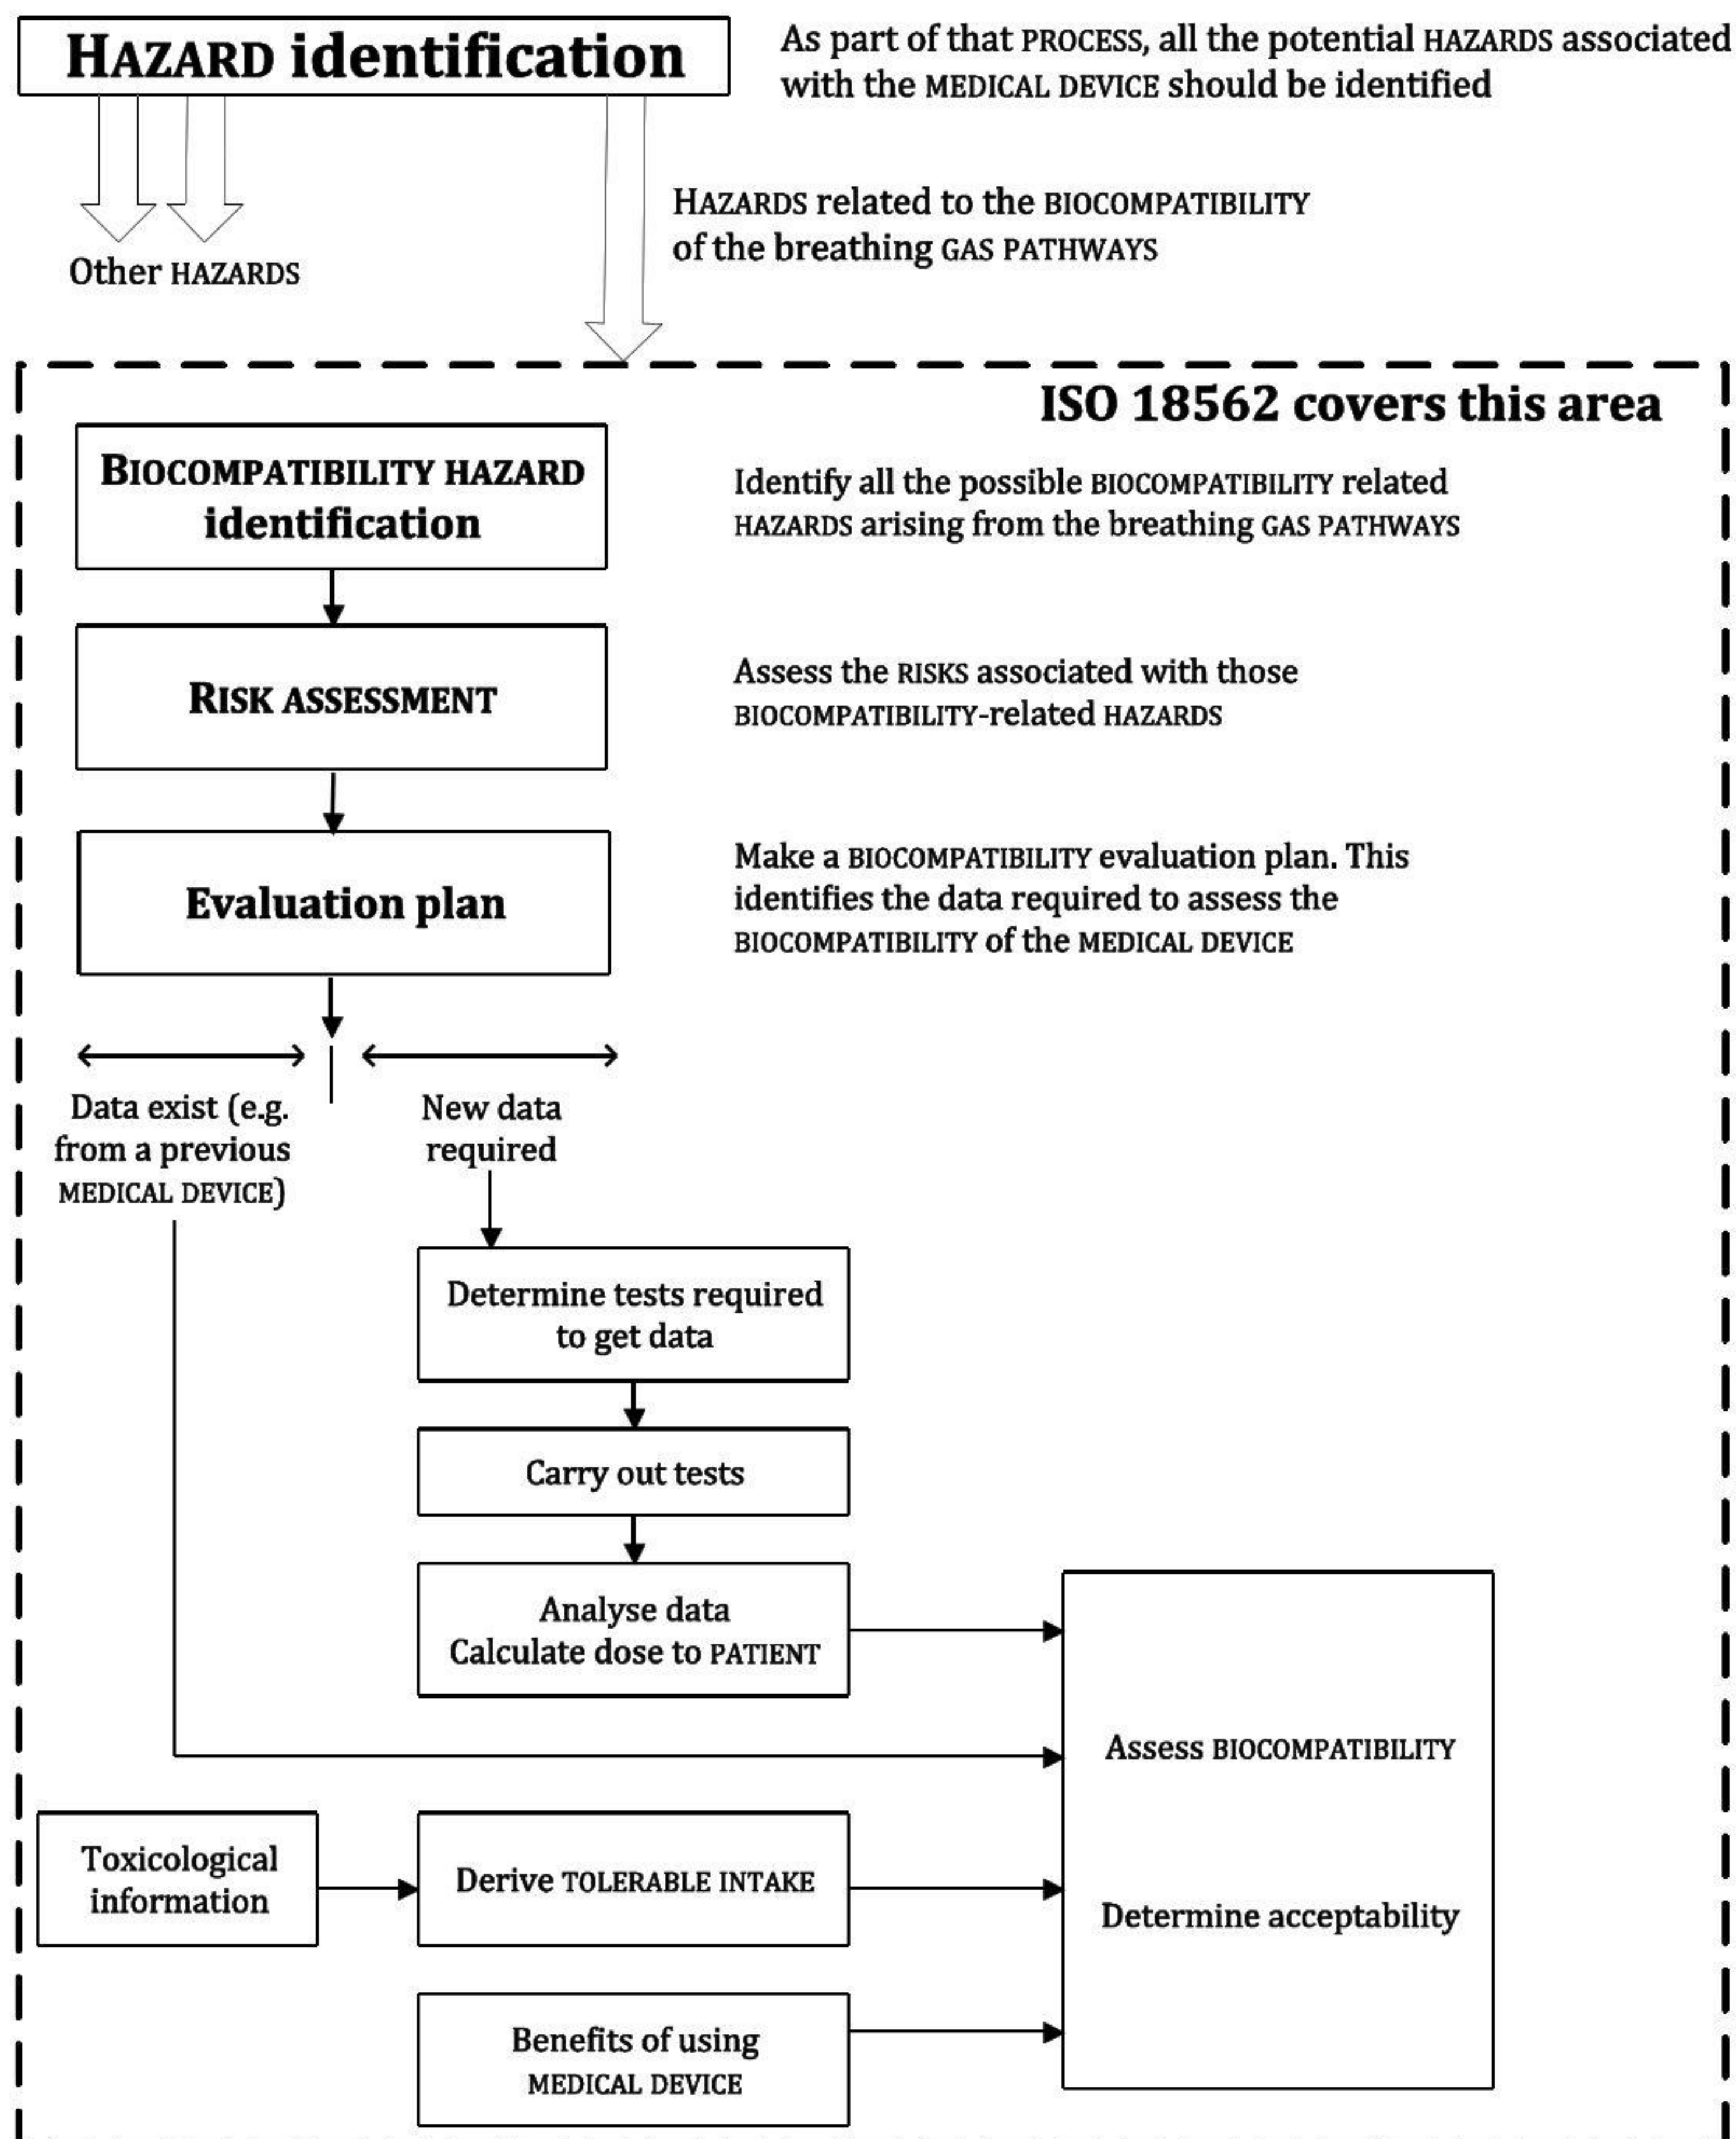 HAZARD identification
As part of that PROCESS, all the potential HAZARDS associated
with the MEDICAL DEVICE should be identified
HAZARDS related to the BIOCOMPATIBILITY
of the breathing GAS PATHWAYS
Other HAZARDS
ISO 18562 covers this area
BIOCOMPATIBILITY HAZARD
identification
Identify all the possible BIOCOMPATIBILITY related
HAZARDS arising from the breathing GAS PATHWAYS
RISK ASSESSMENT
Assess the RISKS associated with those
BIOCOMPATIBILITY-related HAZARDS
Evaluation plan
Make a BIOCOMPATIBILITY evaluation plan. This
identifies the data required to assess the
BIOCOMPATIBILITY of the MEDICAL DEVICE
Data exist (e.g.
from a previous
MEDICAL DEVICE)
New data
required
Determine tests required
to get data
Carry out tests
Analyse data
Calculate dose to PATIENT
Assess BIOCOMPATIBILITY
Toxicological
information
Derive TOLERABLE INTAKE
Determine acceptability
Benefits of using
MEDICAL DEVICE